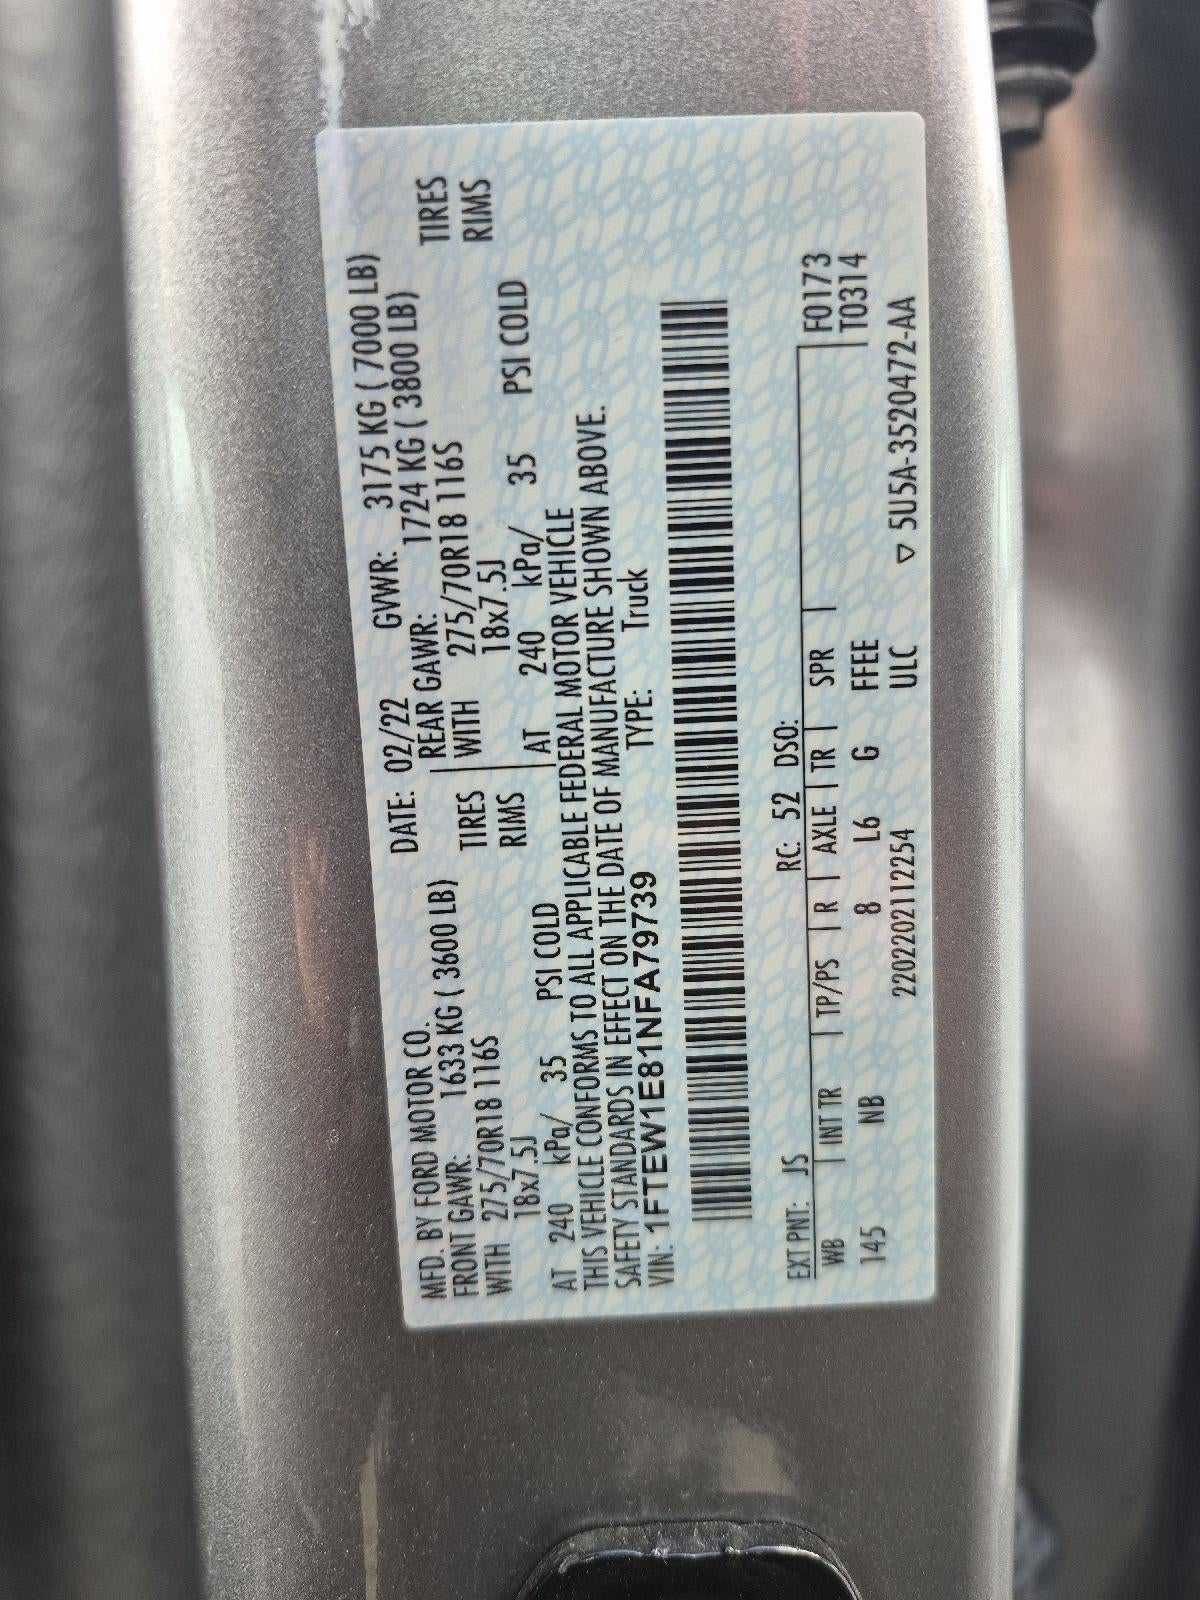 MFD. BY FORD MOTOR CO. DATE: 02/22 GVWR: 3175 KG ( 7000 LB)
FRONT GAWR: 1633 KG ( 3600 LB) REAR GAWR: 1724 KG ( 3800 LB)
WITH 275/70R18 116S TIRES WITH 275/70R18 116S TIRES
18x7.5J RIMS 18x7.5J RIMS
AT 240 kPa/ 35 PSI COLD AT 240 kPa/ 35 PSI COLD
THIS VEHICLE CONFORMS TO ALL APPLICABLE FEDERAL MOTOR VEHICLE
SAFETY STANDARDS IN EFFECT ON THE DATE OF MANUFACTURE SHOWN ABOVE.
VIN: 1FTEW1E81NFA79739 TYPE: Truck
EXT PNT: JS RC: 52 DSO:
WB INT TR TP/PS R AXLE TR SPR F0173
145 NB 8 L6 G FFEE T0314
220220211225​4 ULC ▽ 5U5A-3520472-AA